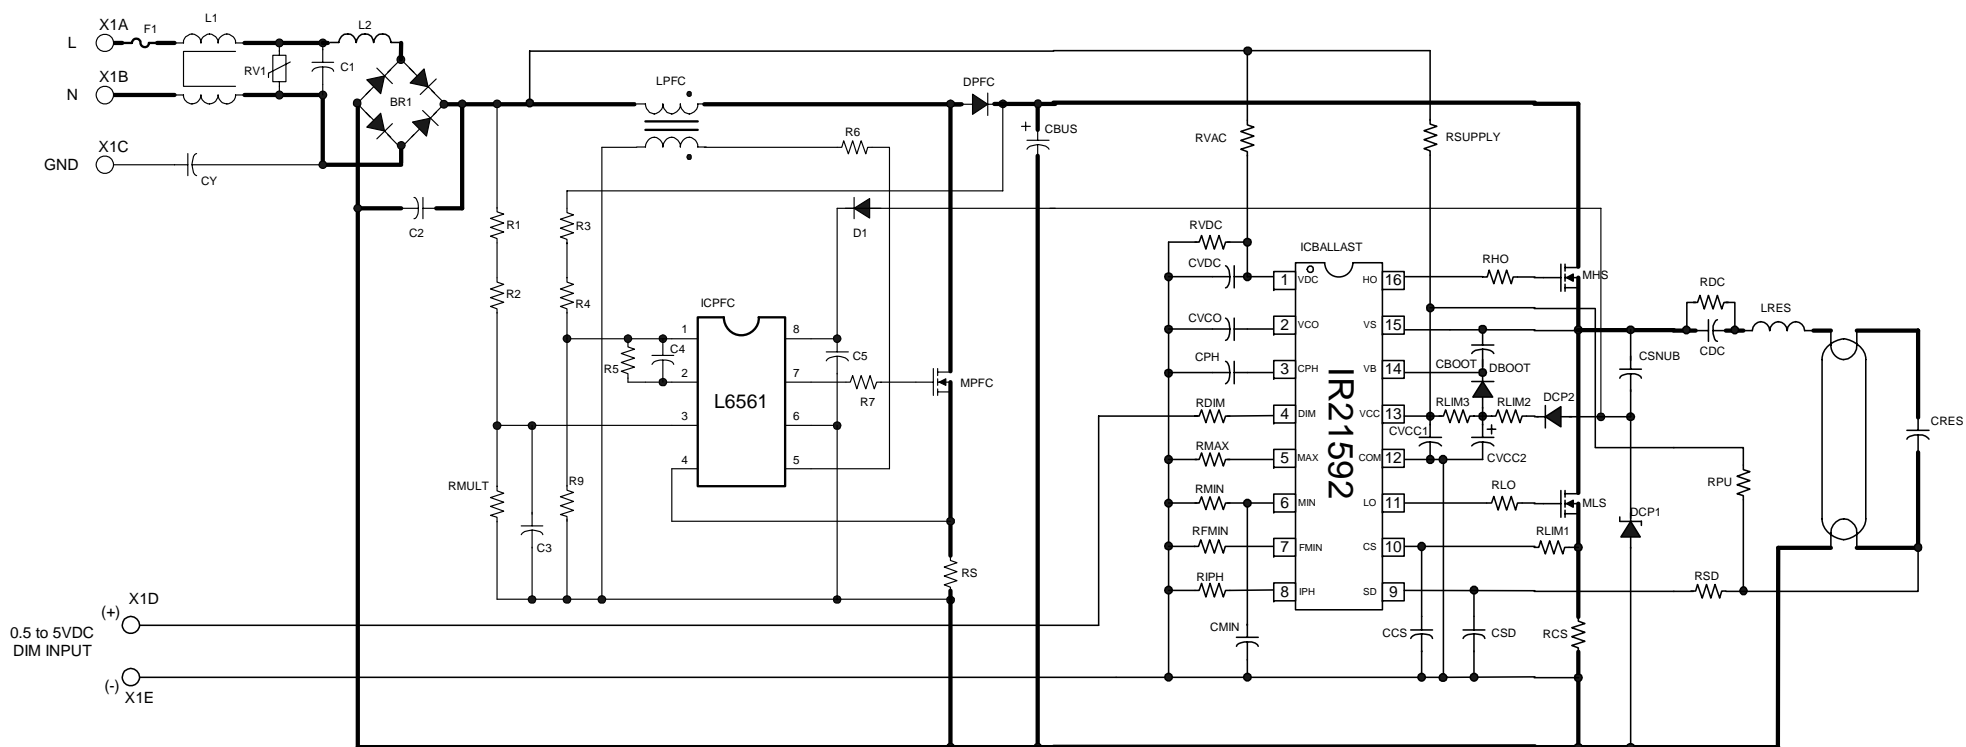 X1A
F1
L1
L2
L
RV1
C1
X1B
N
BR1
X1C
GND
CY
C2
LPFC
R6
DPFC
+
CBUS
RVAC
RSUPPLY
R1
R3
D1
R2
R4
ICPFC
1
2
3
4
8
7
6
5
L6561
R5
C4
C5
R7
MPFC
RMULT
R9
C3
RS
RVDC
CVDC
CVCO
CPH
RDIM
RMAX
RMIN
RFMIN
RIPH
CMIN
ICBALLAST
1 VDC HO 16
2 VCO VS 15
3 CPH VB 14
4 DIM VCC 13
5 MAX COM 12
6 MIN LO 11
7 FMIN CS 10
8 IPH SD 9
IR21592
RHO
MHS
CBOOT
DBOOT
RLIM3
RLIM2
DCP2
CVCC1
+
CVCC2
RLO
MLS
RLIM1
CCS
CSD
RCS
CSNUB
DCP1
RDC
CDC
LRES
CRES
RPU
RSD
X1D
(+)
0.5 to 5VDC
DIM INPUT
(-)
X1E